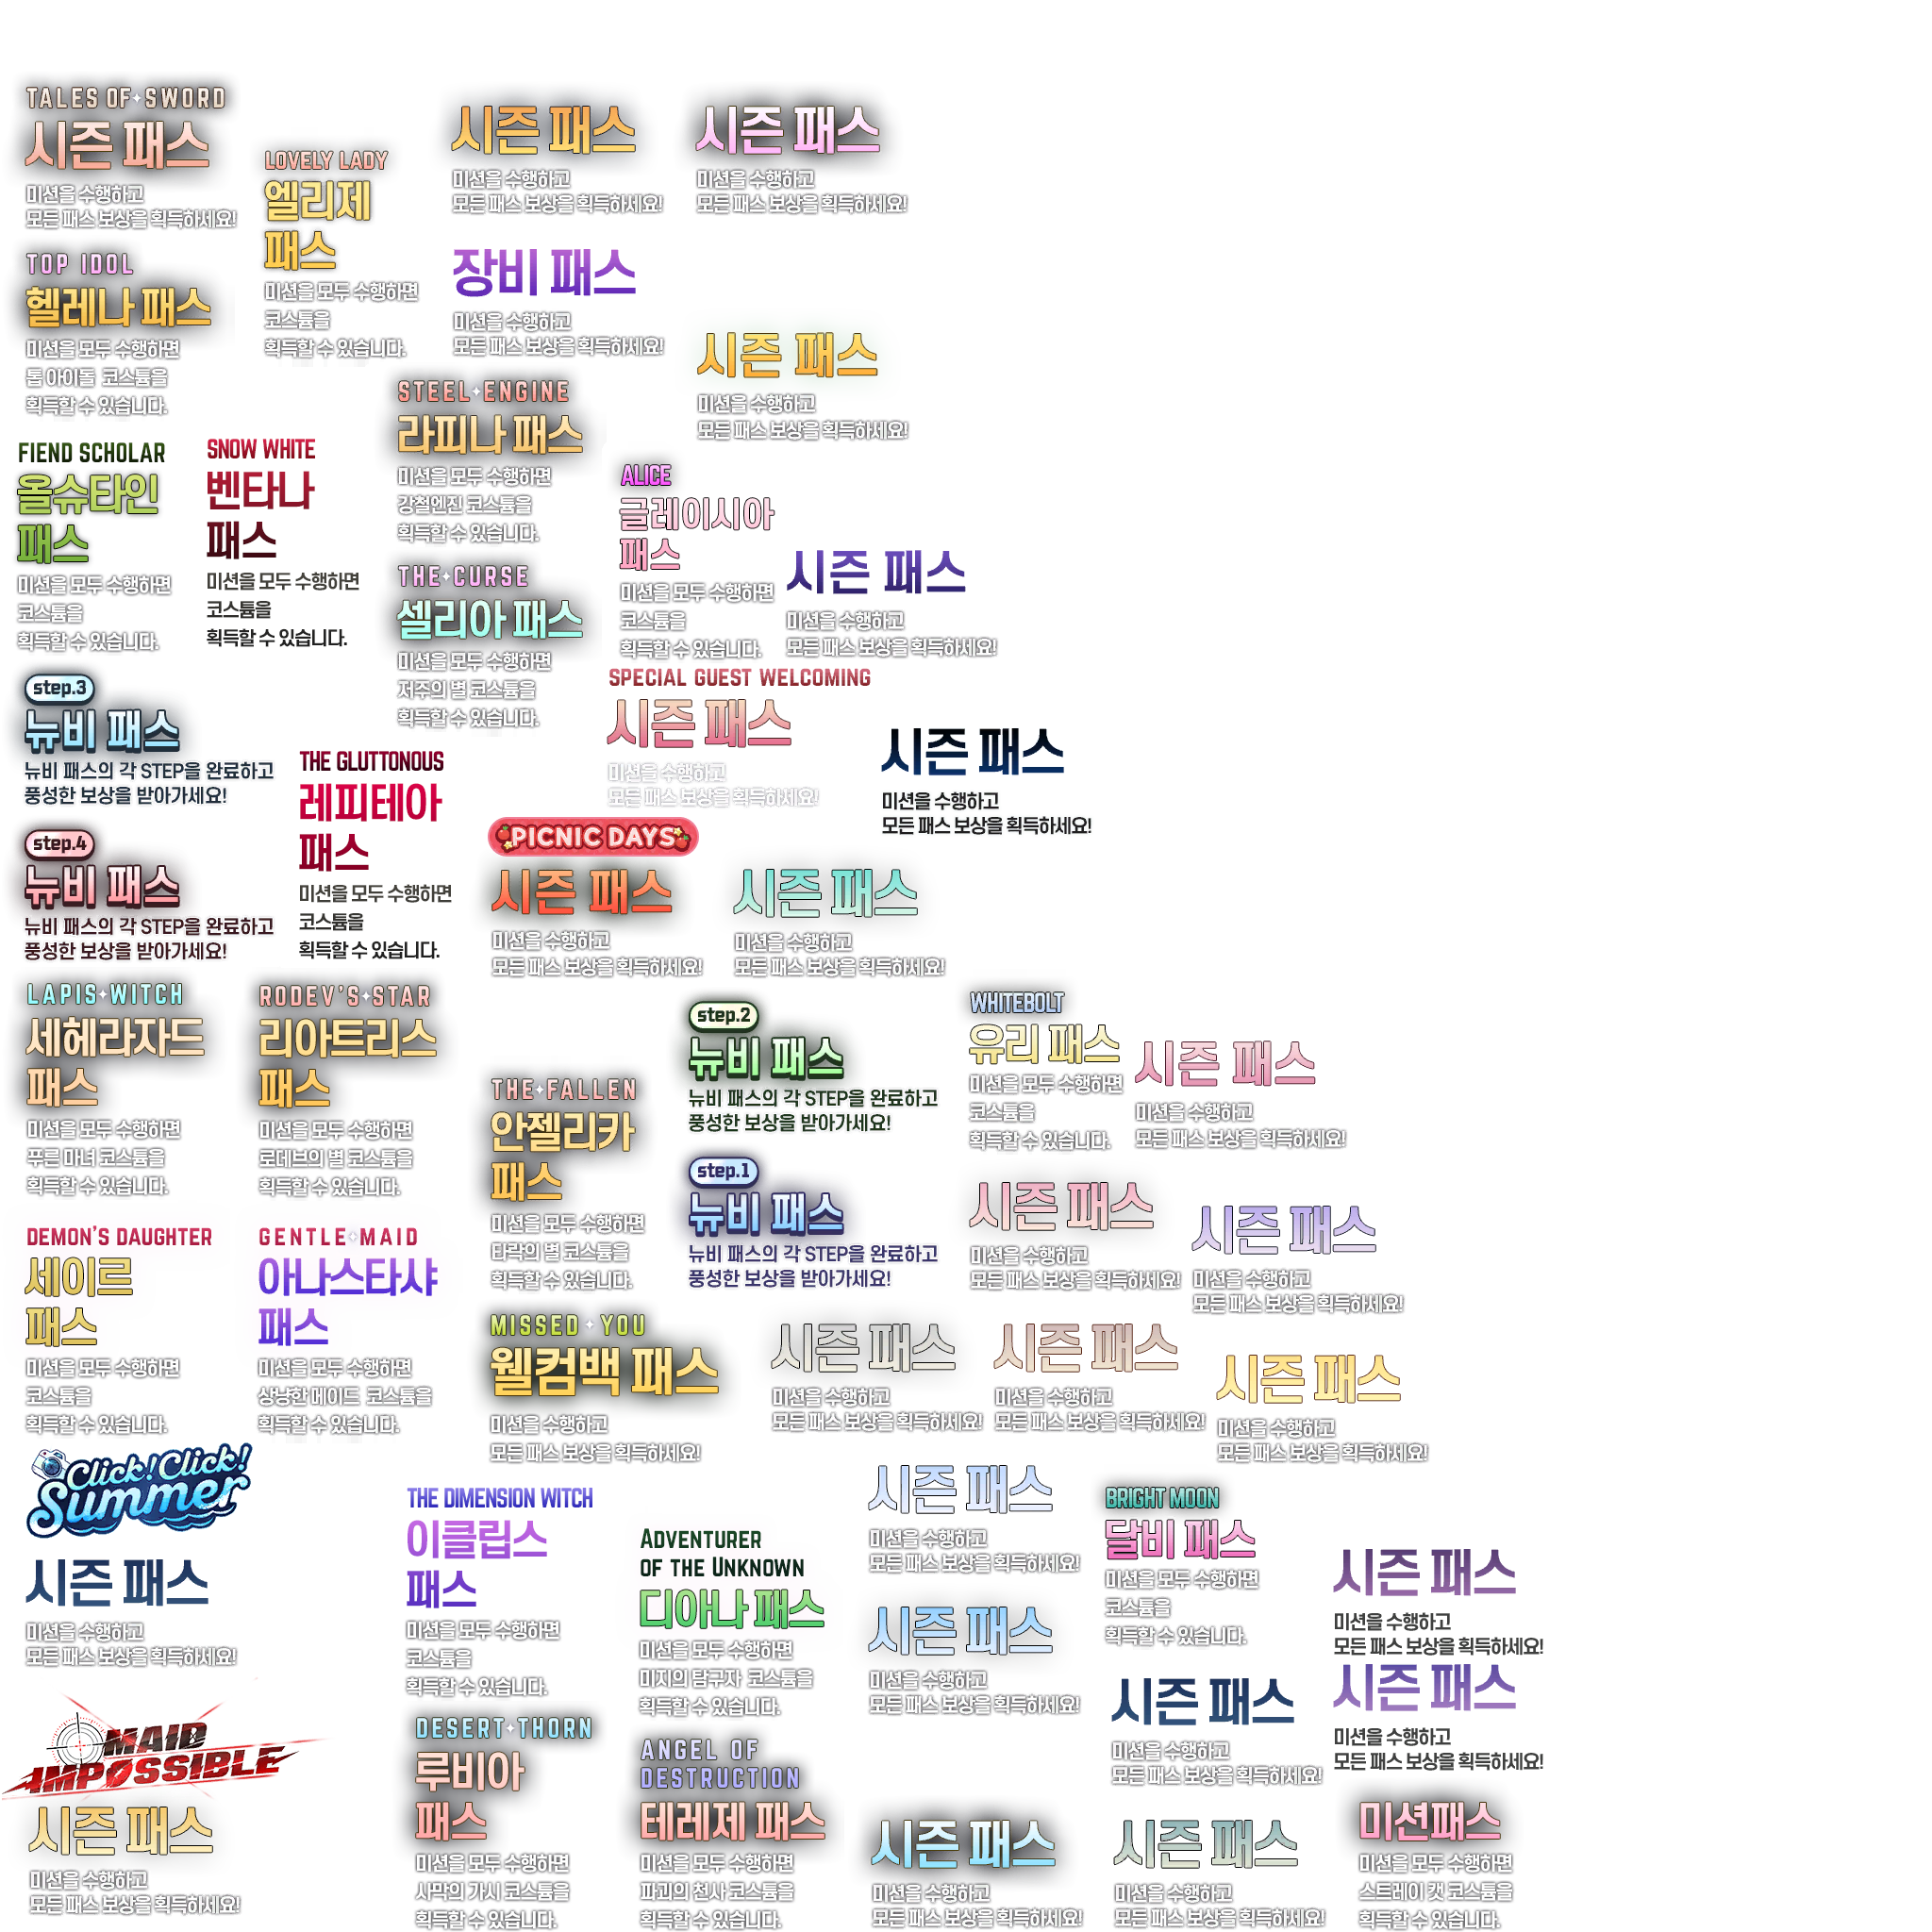 TALES OF SWORD
시즌 패스
미션을 수행하고
모든 패스 보상을 획득하세요!
LOVELY LADY
엘리제
패스
미션을 모두 수행하면
코스튬을
획득할 수 있습니다.
시즌 패스
미션을 수행하고
모든 패스 보상을 획득하세요!
시즌 패스
미션을 수행하고
모든 패스 보상을 획득하세요!
TOP IDOL
헬레나 패스
미션을 모두 수행하면
톱 아이돌 코스튬을
획득할 수 있습니다.
장비 패스
미션을 수행하고
모든 패스 보상을 획득하세요!
시즌 패스
미션을 수행하고
모든 패스 보상을 획득하세요!
STEEL ENGINE
라피나 패스
미션을 모두 수행하면
강철엔진 코스튬을
획득할 수 있습니다.
FIEND SCHOLAR
올슈타인
패스
미션을 모두 수행하면
코스튬을
획득할 수 있습니다.
SNOW WHITE
벤타나
패스
미션을 모두 수행하면
코스튬을
획득할 수 있습니다.
ALICE
글레이시아
패스
미션을 모두 수행하면
코스튬을
획득할 수 있습니다.
시즌 패스
미션을 수행하고
모든 패스 보상을 획득하세요!
THE CURSE
셀리아 패스
미션을 모두 수행하면
저주의 별 코스튬을
획득할 수 있습니다.
step.3
뉴비 패스
뉴비 패스의 각 STEP을 완료하고
풍성한 보상을 받아가세요!
SPECIAL GUEST WELCOMING
시즌 패스
미션을 수행하고
모든 패스 보상을 획득하세요!
시즌 패스
미션을 수행하고
모든 패스 보상을 획득하세요!
THE GLUTTONOUS
레피테아
패스
미션을 모두 수행하면
코스튬을
획득할 수 있습니다.
step.4
뉴비 패스
뉴비 패스의 각 STEP을 완료하고
풍성한 보상을 받아가세요!
PICNIC DAYS
시즌 패스
미션을 수행하고
모든 패스 보상을 획득하세요!
시즌 패스
미션을 수행하고
모든 패스 보상을 획득하세요!
LAPIS WITCH
세헤라자드
패스
미션을 모두 수행하면
푸른 마녀 코스튬을
획득할 수 있습니다.
RODEV'S STAR
리아트리스
패스
미션을 모두 수행하면
로데브의 별 코스튬을
획득할 수 있습니다.
THE FALLEN
안젤리카
패스
미션을 모두 수행하면
타락의 별 코스튬을
획득할 수 있습니다.
step.2
뉴비 패스
뉴비 패스의 각 STEP을 완료하고
풍성한 보상을 받아가세요!
WHITEBOLT
유리 패스
미션을 모두 수행하면
코스튬을
획득할 수 있습니다.
시즌 패스
미션을 수행하고
모든 패스 보상을 획득하세요!
step.1
뉴비 패스
뉴비 패스의 각 STEP을 완료하고
풍성한 보상을 받아가세요!
시즌 패스
미션을 수행하고
모든 패스 보상을 획득하세요!
시즌 패스
미션을 수행하고
모든 패스 보상을 획득하세요!
DEMON'S DAUGHTER
세이르
패스
미션을 모두 수행하면
코스튬을
획득할 수 있습니다.
GENTLE MAID
아나스타샤
패스
미션을 모두 수행하면
상냥한 메이드 코스튬을
획득할 수 있습니다.
MISSED YOU
웰컴백 패스
미션을 수행하고
모든 패스 보상을 획득하세요!
시즌 패스
미션을 수행하고
모든 패스 보상을 획득하세요!
시즌 패스
미션을 수행하고
모든 패스 보상을 획득하세요!
시즌 패스
미션을 수행하고
모든 패스 보상을 획득하세요!
Click! Click!
Summer
시즌 패스
미션을 수행하고
모든 패스 보상을 획득하세요!
THE DIMENSION WITCH
이클립스
패스
미션을 모두 수행하면
코스튬을
획득할 수 있습니다.
ADVENTURER
OF THE UNKNOWN
디아나 패스
미션을 모두 수행하면
미지의 탐구자 코스튬을
획득할 수 있습니다.
시즌 패스
미션을 수행하고
모든 패스 보상을 획득하세요!
BRIGHT MOON
달비 패스
미션을 모두 수행하면
코스튬을
획득할 수 있습니다.
시즌 패스
미션을 수행하고
모든 패스 보상을 획득하세요!
시즌 패스
미션을 수행하고
모든 패스 보상을 획득하세요!
시즌 패스
미션을 수행하고
모든 패스 보상을 획득하세요!
시즌 패스
미션을 수행하고
모든 패스 보상을 획득하세요!
MAID
IMPOSSIBLE
시즌 패스
미션을 수행하고
모든 패스 보상을 획득하세요!
DESERT THORN
루비아
패스
미션을 모두 수행하면
사막의 가시 코스튬을
획득할 수 있습니다.
ANGEL OF
DESTRUCTION
테레제 패스
미션을 모두 수행하면
파괴의 천사 코스튬을
획득할 수 있습니다.
시즌 패스
미션을 수행하고
모든 패스 보상을 획득하세요!
시즌 패스
미션을 수행하고
모든 패스 보상을 획득하세요!
미션패스
미션을 모두 수행하면
스트레이 캣 코스튬을
획득할 수 있습니다.